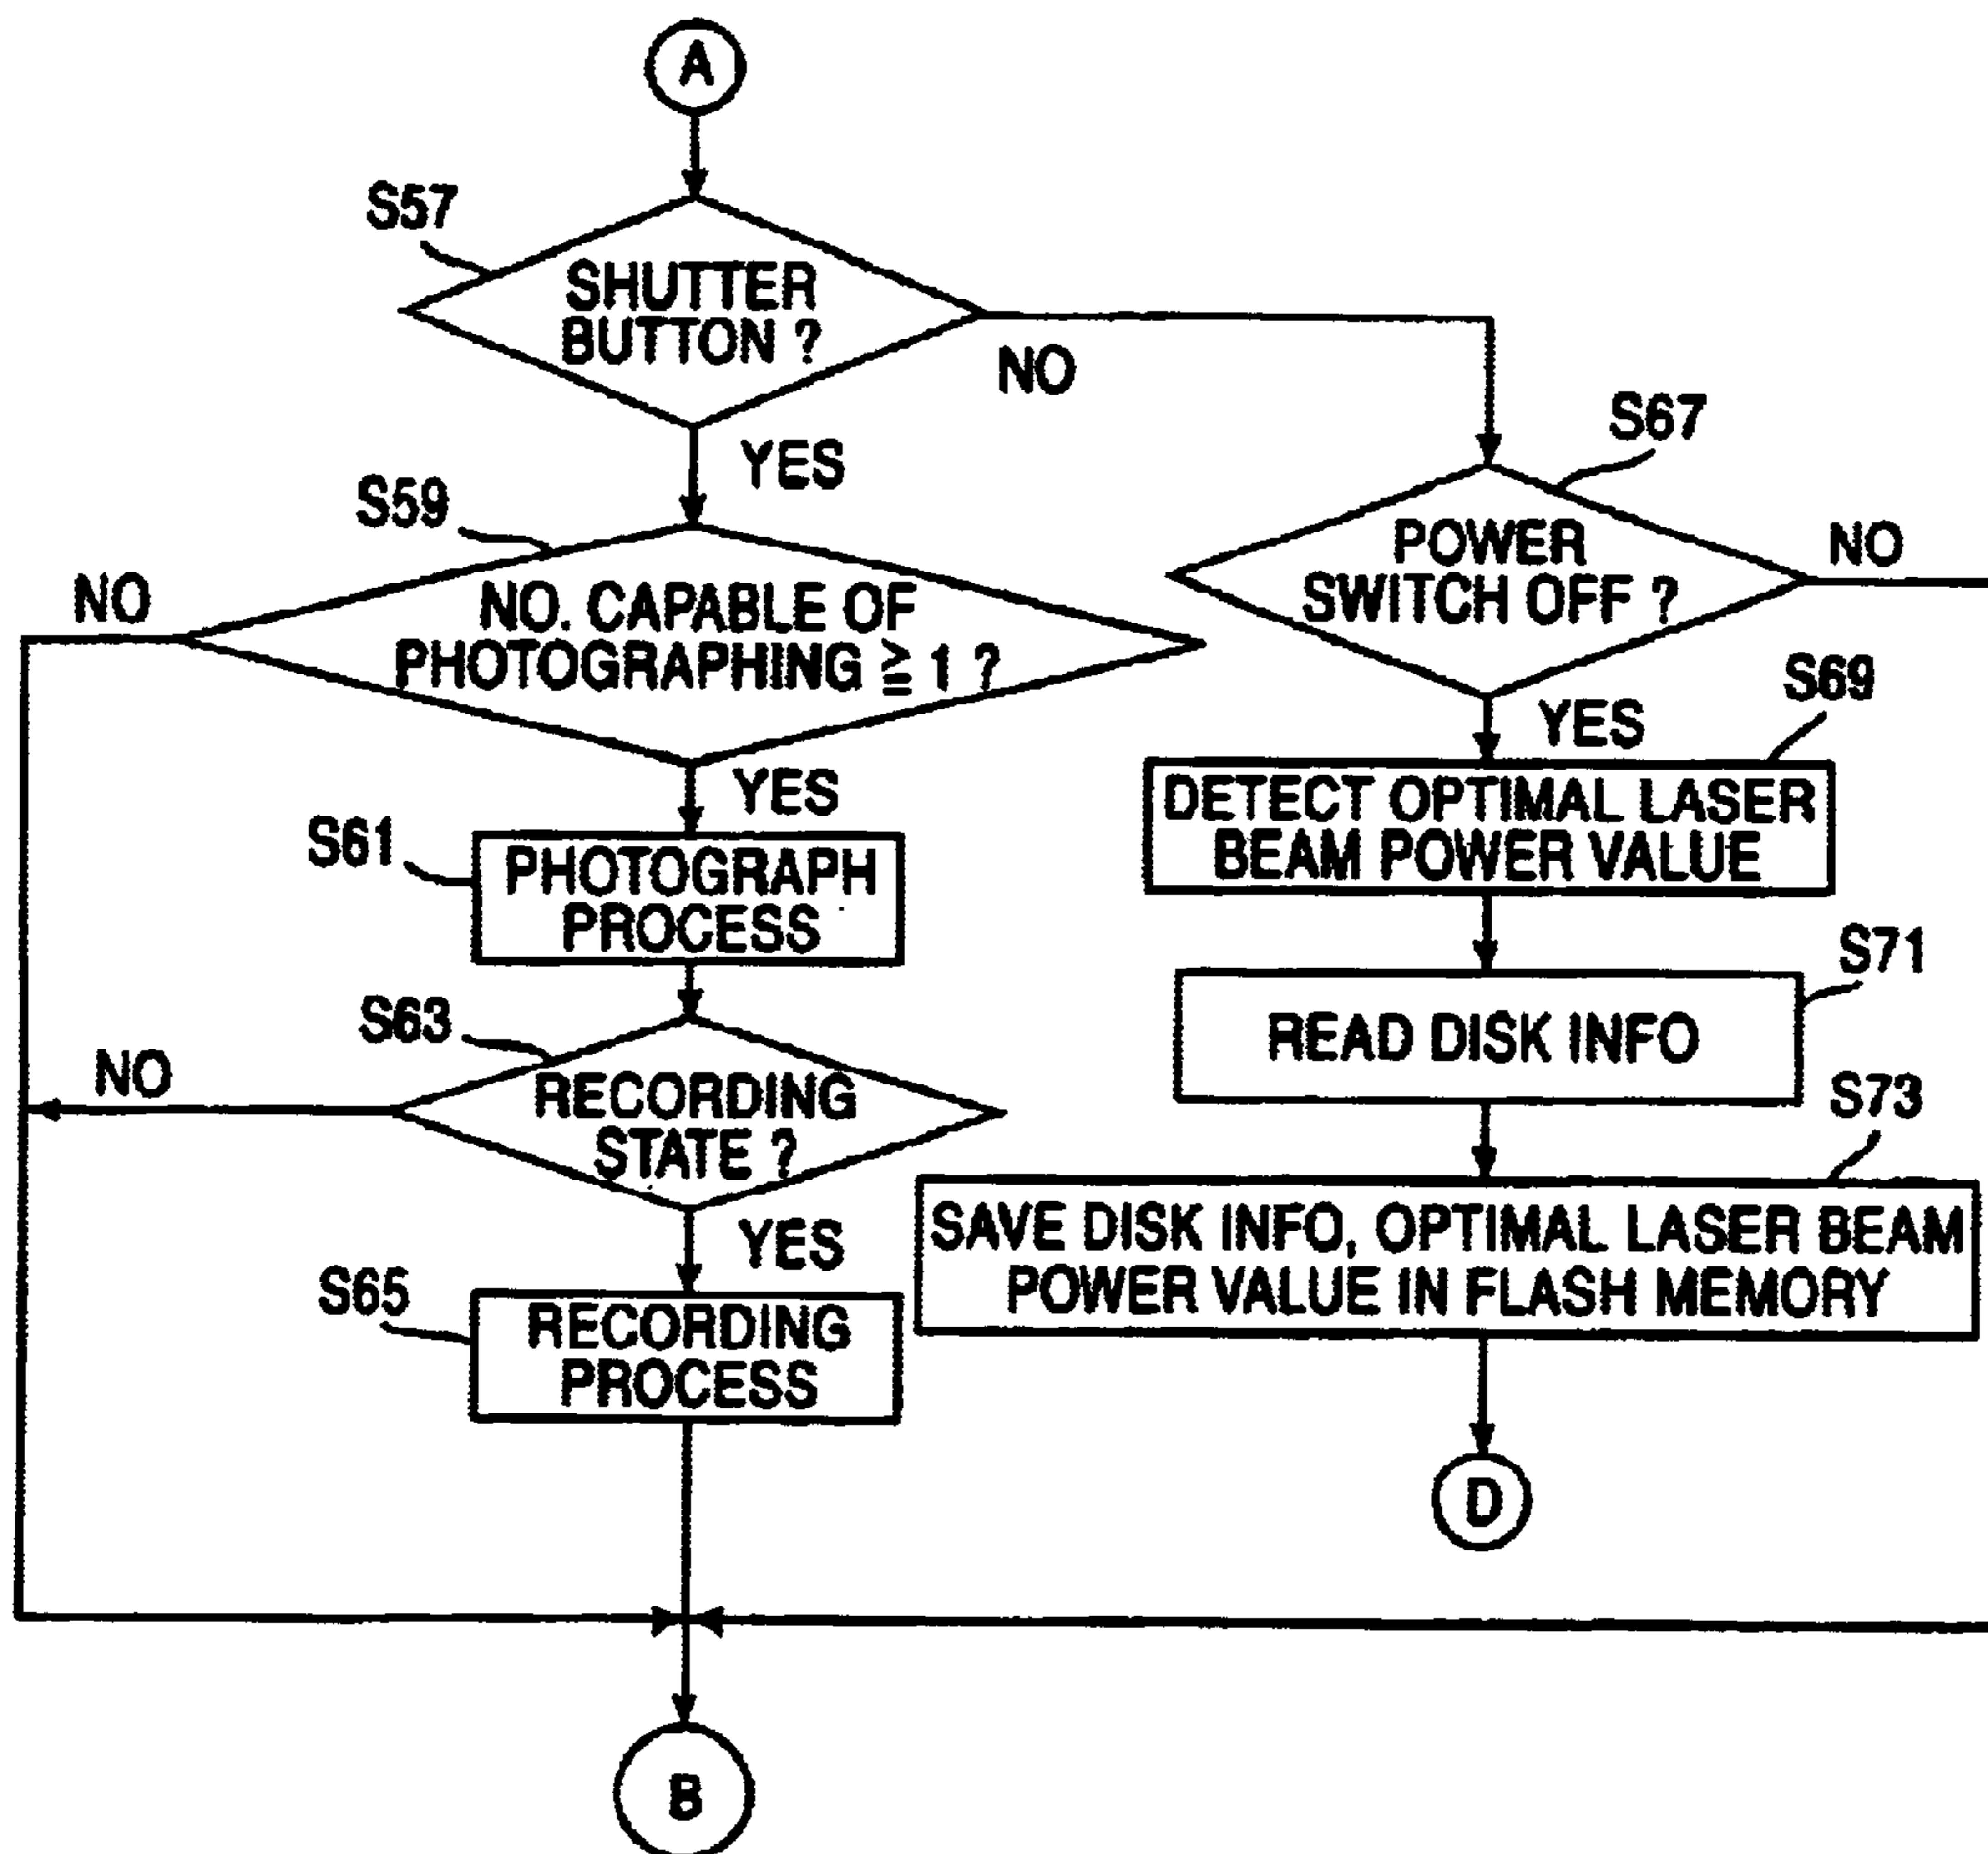 A
S57
SHUTTER
BUTTON ?
NO
YES
S59
NO
NO. CAPABLE OF
PHOTOGRAPHING ≧ 1 ?
YES
S61
PHOTOGRAPH
PROCESS
S63
NO
RECORDING
STATE ?
YES
S65
RECORDING
PROCESS
B
S67
POWER
SWITCH OFF ?
NO
YES
S69
DETECT OPTIMAL LASER
BEAM POWER VALUE
S71
READ DISK INFO
S73
SAVE DISK INFO, OPTIMAL LASER BEAM
POWER VALUE IN FLASH MEMORY
D